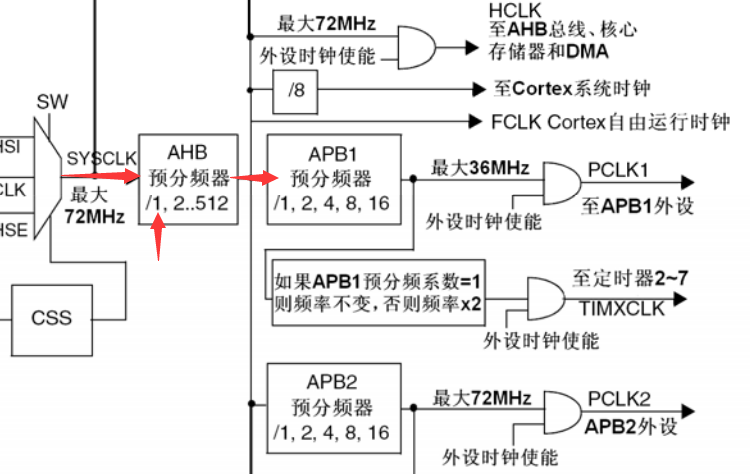 HCLK
最大72MHz
至AHB总线、核心
存储器和DMA
外设时钟使能
/8
至Cortex系统时钟
FCLK Cortex自由运行时钟
SW
HSI
SYSCLK
CLK
最大
72MHz
HSE
AHB
预分频器
/1, 2..512
APB1
预分频器
/1, 2, 4, 8, 16
最大36MHz
PCLK1
至APB1外设
外设时钟使能
如果APB1预分频系数=1
则频率不变，否则频率x2
至定时器2~7
TIMXCLK
外设时钟使能
CSS
APB2
预分频器
/1, 2, 4, 8, 16
最大72MHz
PCLK2
APB2外设
外设时钟使能